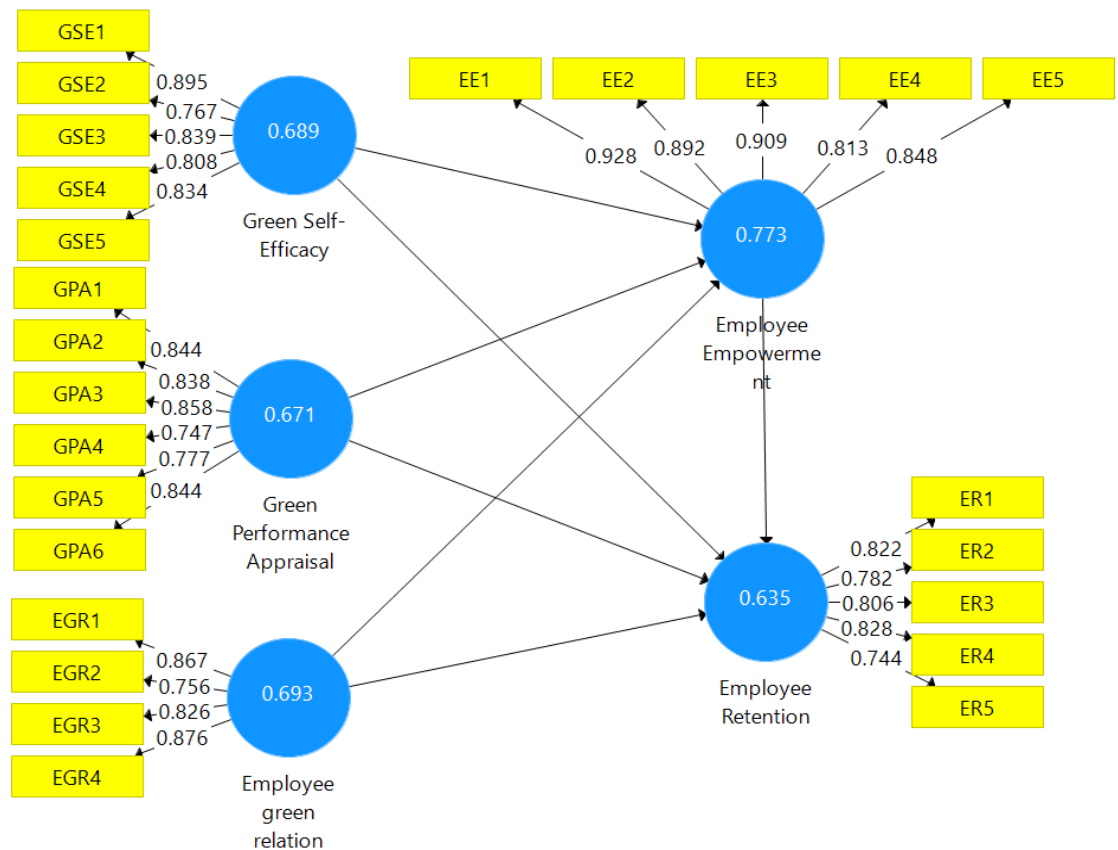 GSE1
GSE2
GSE3
GSE4
GSE5
0.895
0.767
0.839
0.808
0.834
0.689
Green Self-
Efficacy
EE1
EE2
EE3
EE4
EE5
0.928
0.892
0.909
0.813
0.848
0.773
Employee
Empowerme
nt
GPA1
GPA2
GPA3
GPA4
GPA5
GPA6
0.844
0.838
0.858
0.747
0.777
0.844
0.671
Green
Performance
Appraisal
EGR1
EGR2
EGR3
EGR4
0.867
0.756
0.826
0.876
0.693
Employee
green
relation
ER1
ER2
ER3
ER4
ER5
0.822
0.782
0.806
0.828
0.744
0.635
Employee
Retention